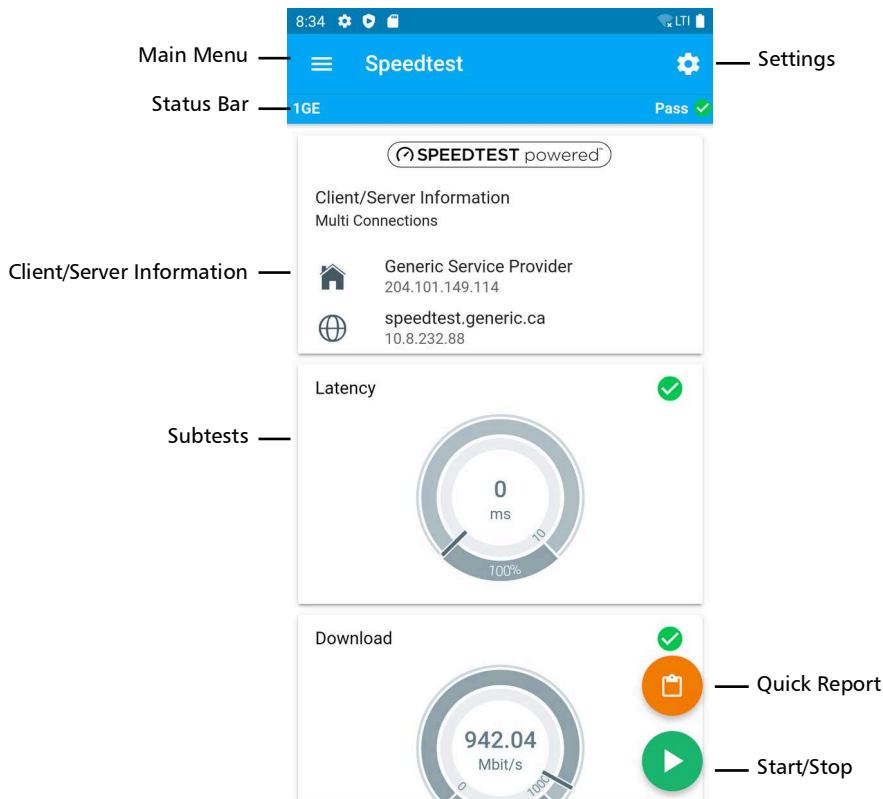 8:34 LTI
Main Menu
Speedtest
Settings
Status Bar
1GE
Pass
SPEEDTEST powered™
Client/Server Information
Multi Connections
Client/Server Information
Generic Service Provider
204.101.149.114
speedtest.generic.ca
10.8.232.88
Latency
Subtests
0
ms
10
100%
Download
Quick Report
942.04
Mbit/s
0
1000
Start/Stop